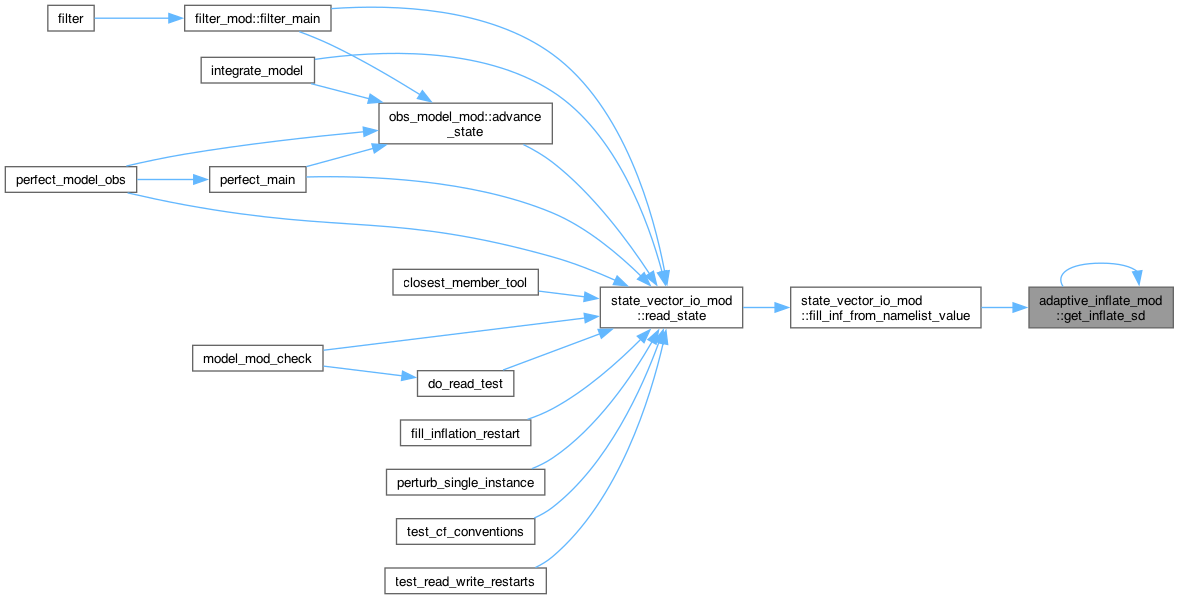 filter
filter_mod::filter_main
integrate_model
obs_model_mod::advance
_state
perfect_model_obs
perfect_main
closest_member_tool
state_vector_io_mod
::read_state
state_vector_io_mod
::fill_inf_from_namelist_value
adaptive_inflate_mod
::get_inflate_sd
model_mod_check
do_read_test
fill_inflation_restart
perturb_single_instance
test_cf_conventions
test_read_write_restarts